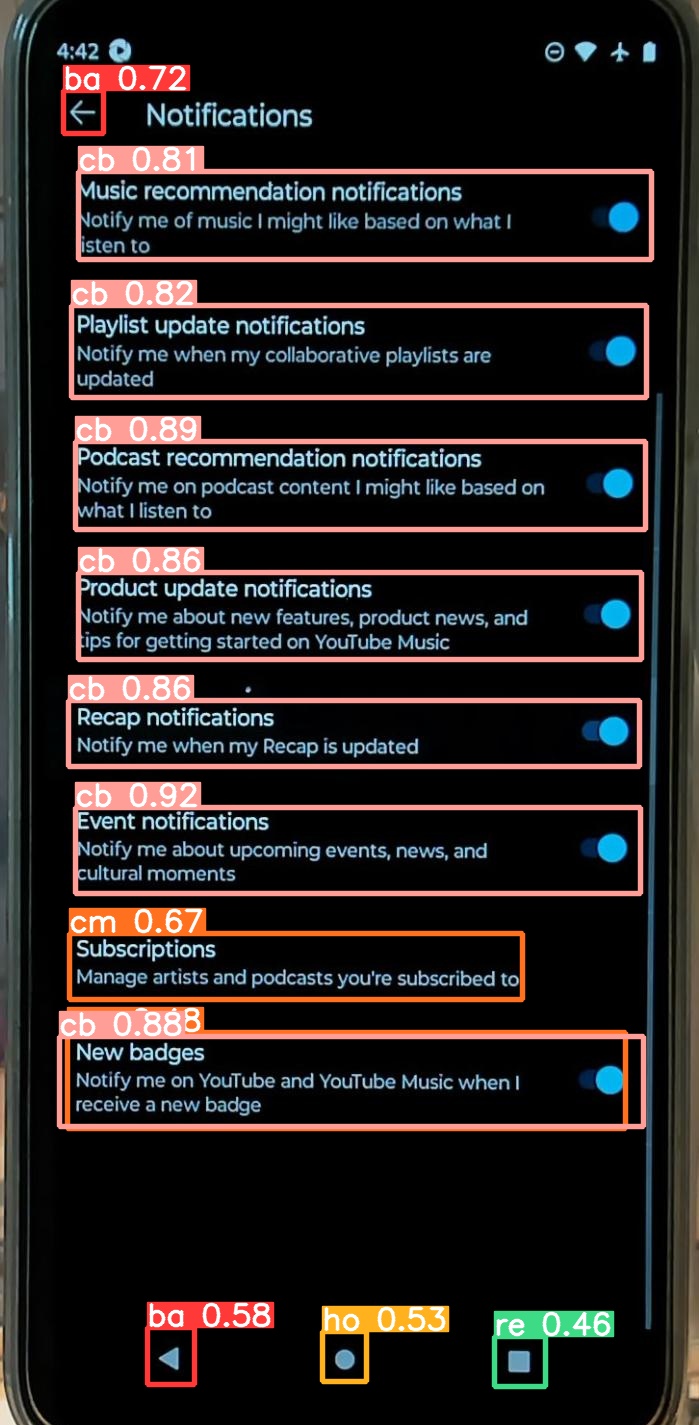 4:42
ba 0.72
Notifications
cb 0.81
Music recommendation notifications
Notify me of music I might like based on what I
listen to
cb 0.82
Playlist update notifications
Notify me when my collaborative playlists are
updated
cb 0.89
Podcast recommendation notifications
Notify me on podcast content I might like based on
what I listen to
cb 0.86
Product update notifications
Notify me about new features, product news, and
tips for getting started on YouTube Music
cb 0.86
Recap notifications
Notify me when my Recap is updated
cb 0.92
Event notifications
Notify me about upcoming events, news, and
cultural moments
cm 0.67
Subscriptions
Manage artists and podcasts you're subscribed to
cb 0.88
New badges
Notify me on YouTube and YouTube Music when I
receive a new badge
ba 0.58
ho 0.53
re 0.46